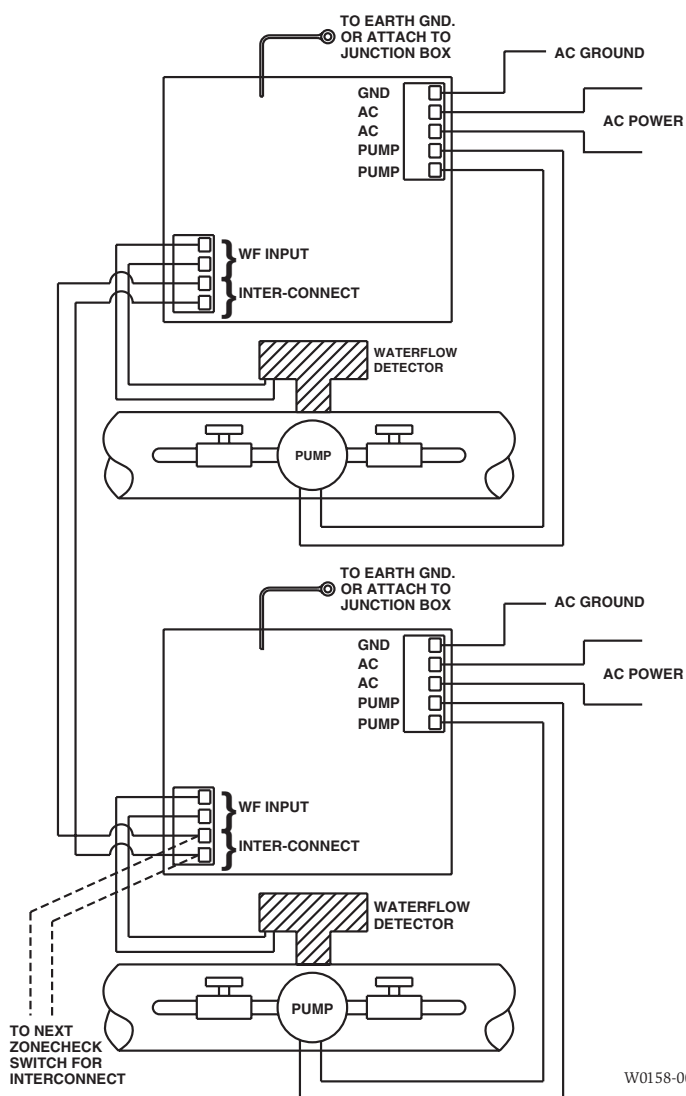 TO EARTH GND.
OR ATTACH TO
JUNCTION BOX
AC GROUND
GND
AC
AC
PUMP
PUMP
AC POWER
WF INPUT
INTER-CONNECT
WATERFLOW
DETECTOR
PUMP
TO EARTH GND.
OR ATTACH TO
JUNCTION BOX
AC GROUND
GND
AC
AC
PUMP
PUMP
AC POWER
WF INPUT
INTER-CONNECT
WATERFLOW
DETECTOR
PUMP
TO NEXT
ZONECHECK
SWITCH FOR
INTERCONNECT